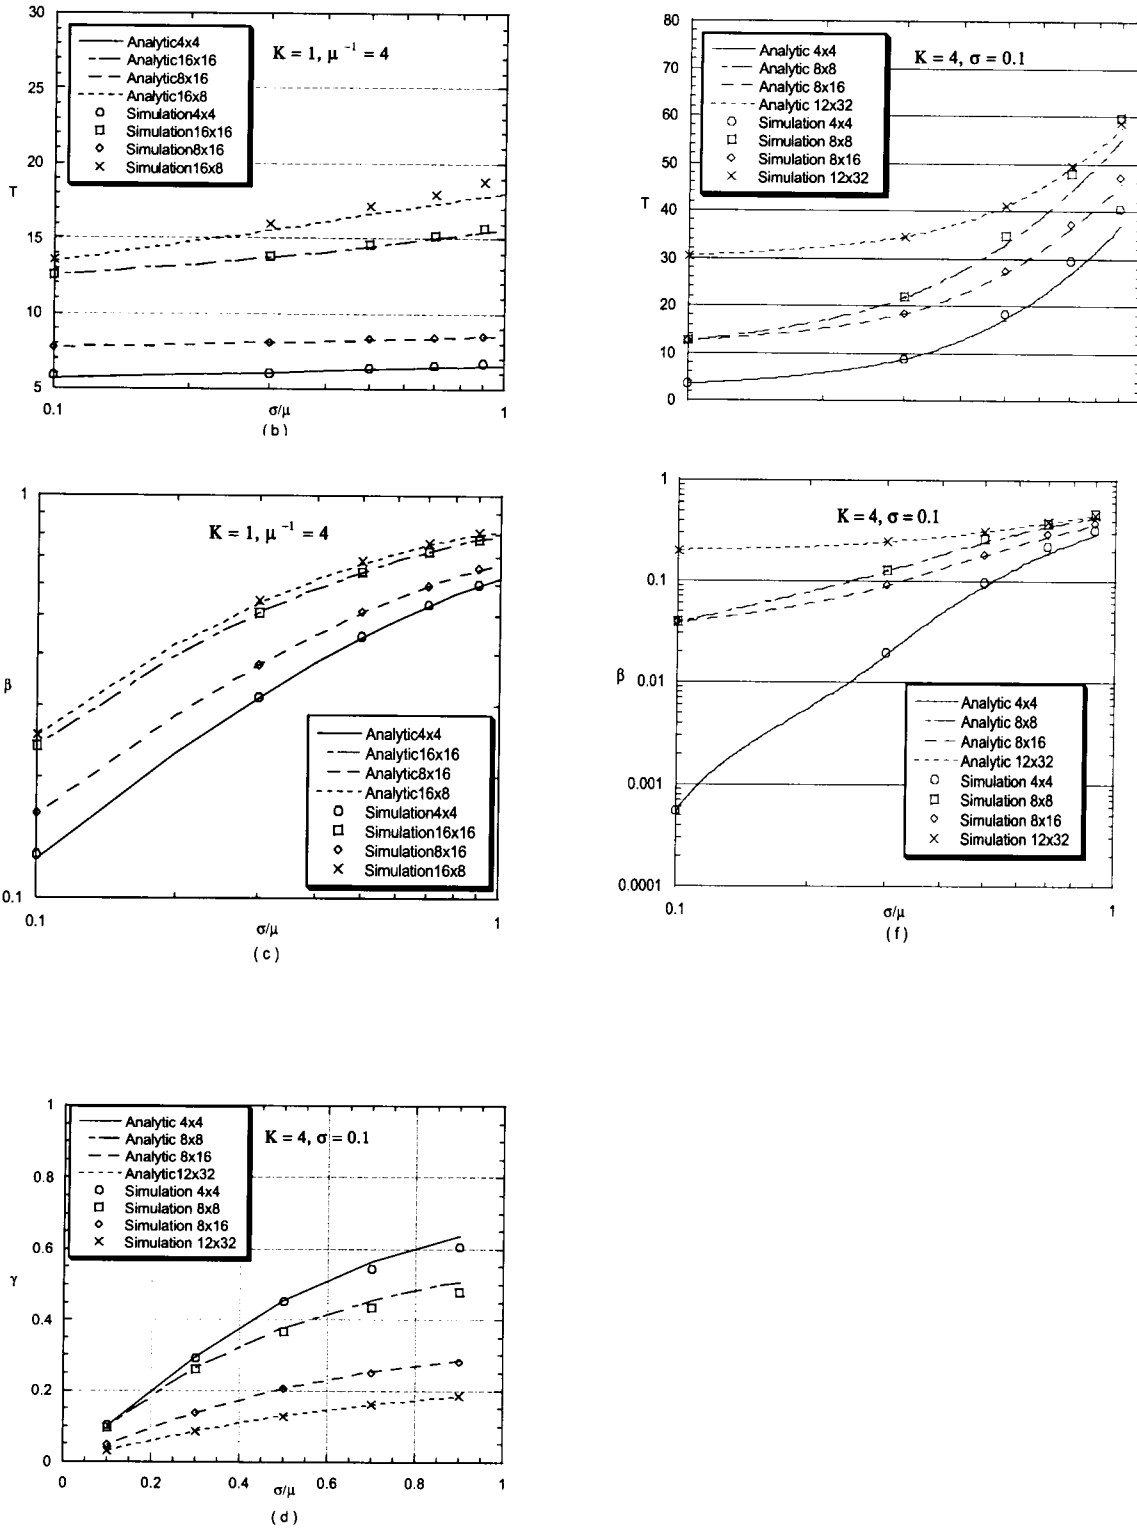 30
25
20
T
15
10
5
Analytic4x4
Analytic16x16
Analytic8x16
Analytic16x8
Simulation4x4
Simulation16x16
Simulation8x16
Simulation16x8
K = 1, μ⁻¹ = 4
0.1
σ/μ
1
(b)
80
70
60
50
T
40
30
20
10
0
Analytic 4x4
Analytic 8x8
Analytic 8x16
Analytic 12x32
Simulation 4x4
Simulation 8x8
Simulation 8x16
Simulation 12x32
K = 4, σ = 0.1
1
β
0.1
K = 1, μ⁻¹ = 4
Analytic4x4
Analytic16x16
Analytic8x16
Analytic16x8
Simulation4x4
Simulation16x16
Simulation8x16
Simulation16x8
0.1
σ/μ
1
(c)
1
0.1
β
0.01
0.001
0.0001
K = 4, σ = 0.1
Analytic 4x4
Analytic 8x8
Analytic 8x16
Analytic 12x32
Simulation 4x4
Simulation 8x8
Simulation 8x16
Simulation 12x32
0.1
σ/μ
1
(f)
1
0.8
0.6
γ
0.4
0.2
0
Analytic 4x4
Analytic 8x8
Analytic 8x16
Analytic12x32
Simulation 4x4
Simulation 8x8
Simulation 8x16
Simulation 12x32
K = 4, σ = 0.1
0
0.2
0.4
σ/μ
0.6
0.8
1
(d)